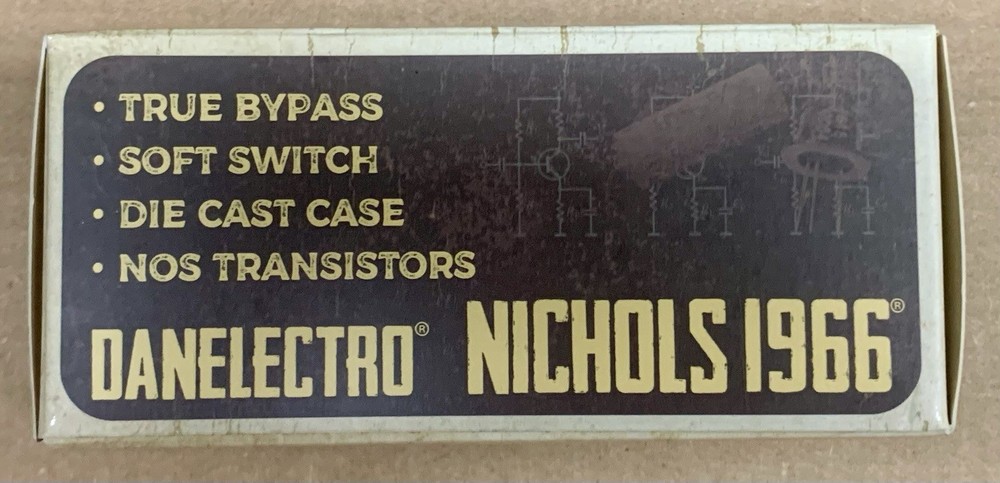 • TRUE BYPASS
• SOFT SWITCH
• DIE CAST CASE
• NOS TRANSISTORS
DANELECTRO® NICHOLS 1966®